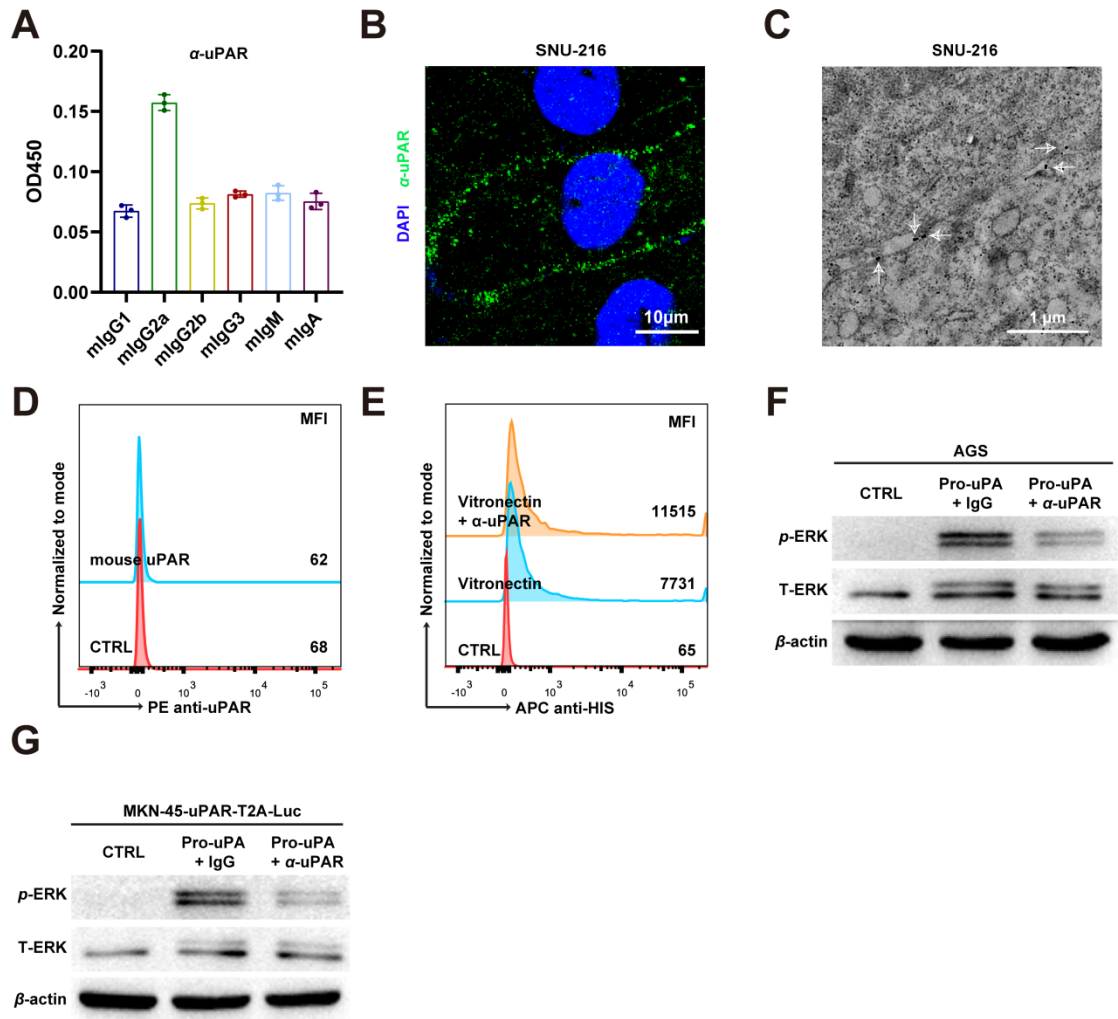 A
α-uPAR
OD450
0.20
0.15
0.10
0.05
0.00
mIgG1
mIgG2a
mIgG2b
mIgG3
mIgM
mIgA
B
SNU-216
DAPI α-uPAR
10μm
C
SNU-216
1 μm
D
Normalized to mode
MFI
mouse uPAR
62
CTRL
68
-10³ 0 10³ 10⁴ 10⁵
PE anti-uPAR
E
Normalized to mode
MFI
Vitronectin
+ α-uPAR
11515
Vitronectin
7731
CTRL
65
-10³ 0 10³ 10⁴ 10⁵
APC anti-HIS
F
AGS
CTRL
Pro-uPA
+ IgG
Pro-uPA
+ α-uPAR
p-ERK
T-ERK
β-actin
G
MKN-45-uPAR-T2A-Luc
CTRL
Pro-uPA
+ IgG
Pro-uPA
+ α-uPAR
p-ERK
T-ERK
β-actin